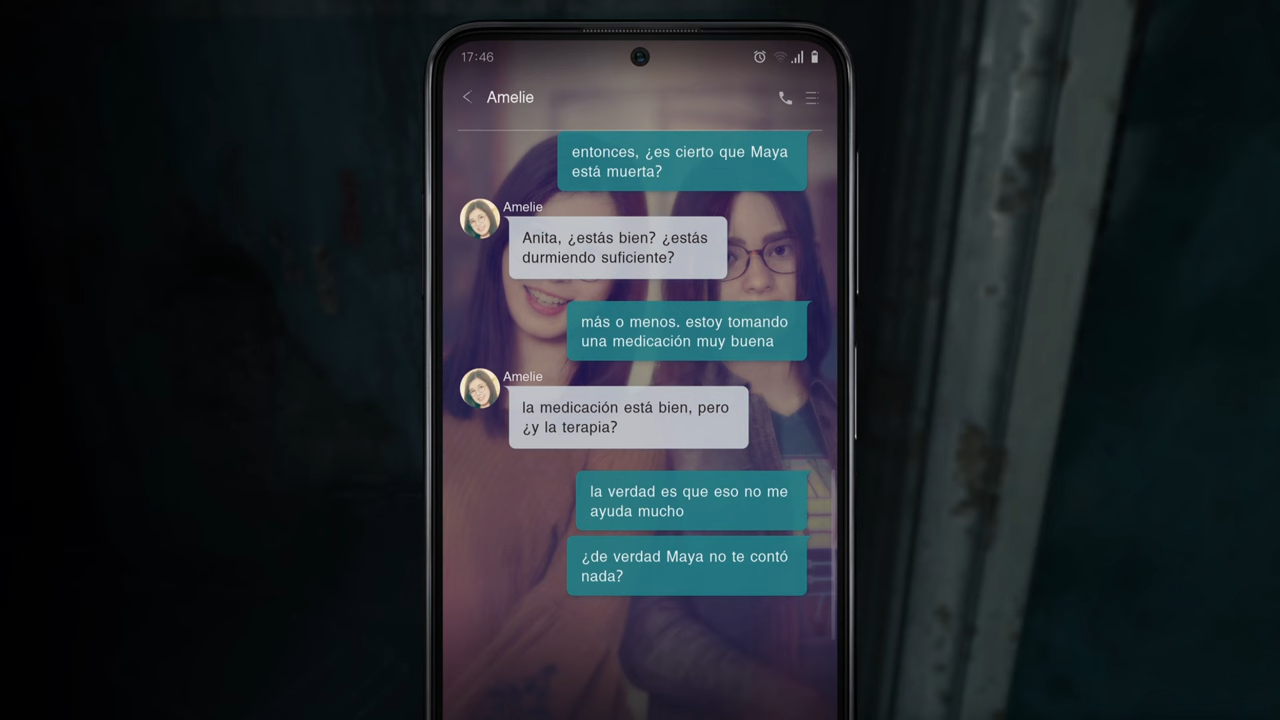 17:46
Amelie
entonces, ¿es cierto que Maya
está muerta?
Amelie
Anita, ¿estás bien? ¿estás
durmiendo suficiente?
más o menos. estoy tomando
una medicación muy buena
Amelie
la medicación está bien, pero
¿y la terapia?
la verdad es que eso no me
ayuda mucho
¿de verdad Maya no te contó
nada?